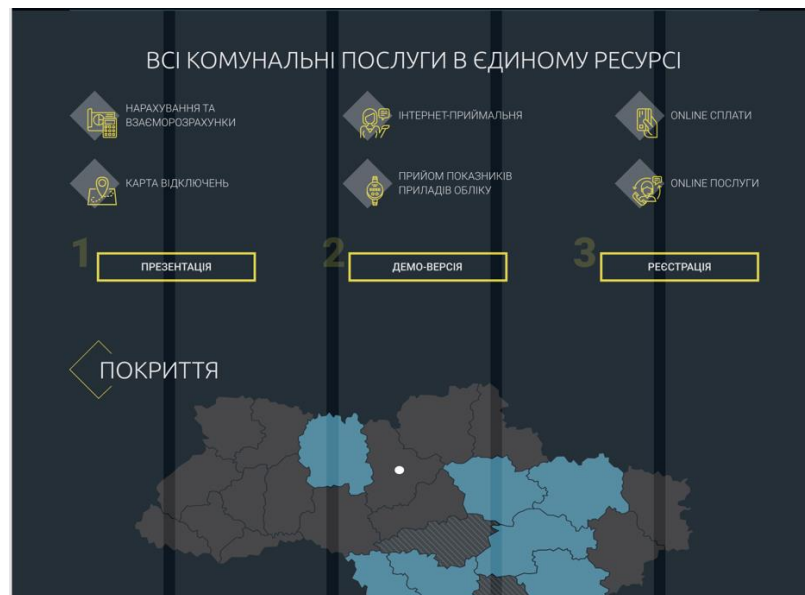 ВСІ КОМУНАЛЬНІ ПОСЛУГИ В ЄДИНОМУ РЕСУРСІ
НАРАХУВАННЯ ТА
ВЗАЄМОРОЗРАХУНКИ
ІНТЕРНЕТ-ПРИЙМАЛЬНЯ
ONLINE СПЛАТИ
КАРТА ВІДКЛЮЧЕНЬ
ПРИЙОМ ПОКАЗНИКІВ
ПРИЛАДІВ ОБЛІКУ
ONLINE ПОСЛУГИ
1 ПРЕЗЕНТАЦІЯ
2 ДЕМО-ВЕРСІЯ
3 РЕЄСТРАЦІЯ
ПОКРИТТЯ